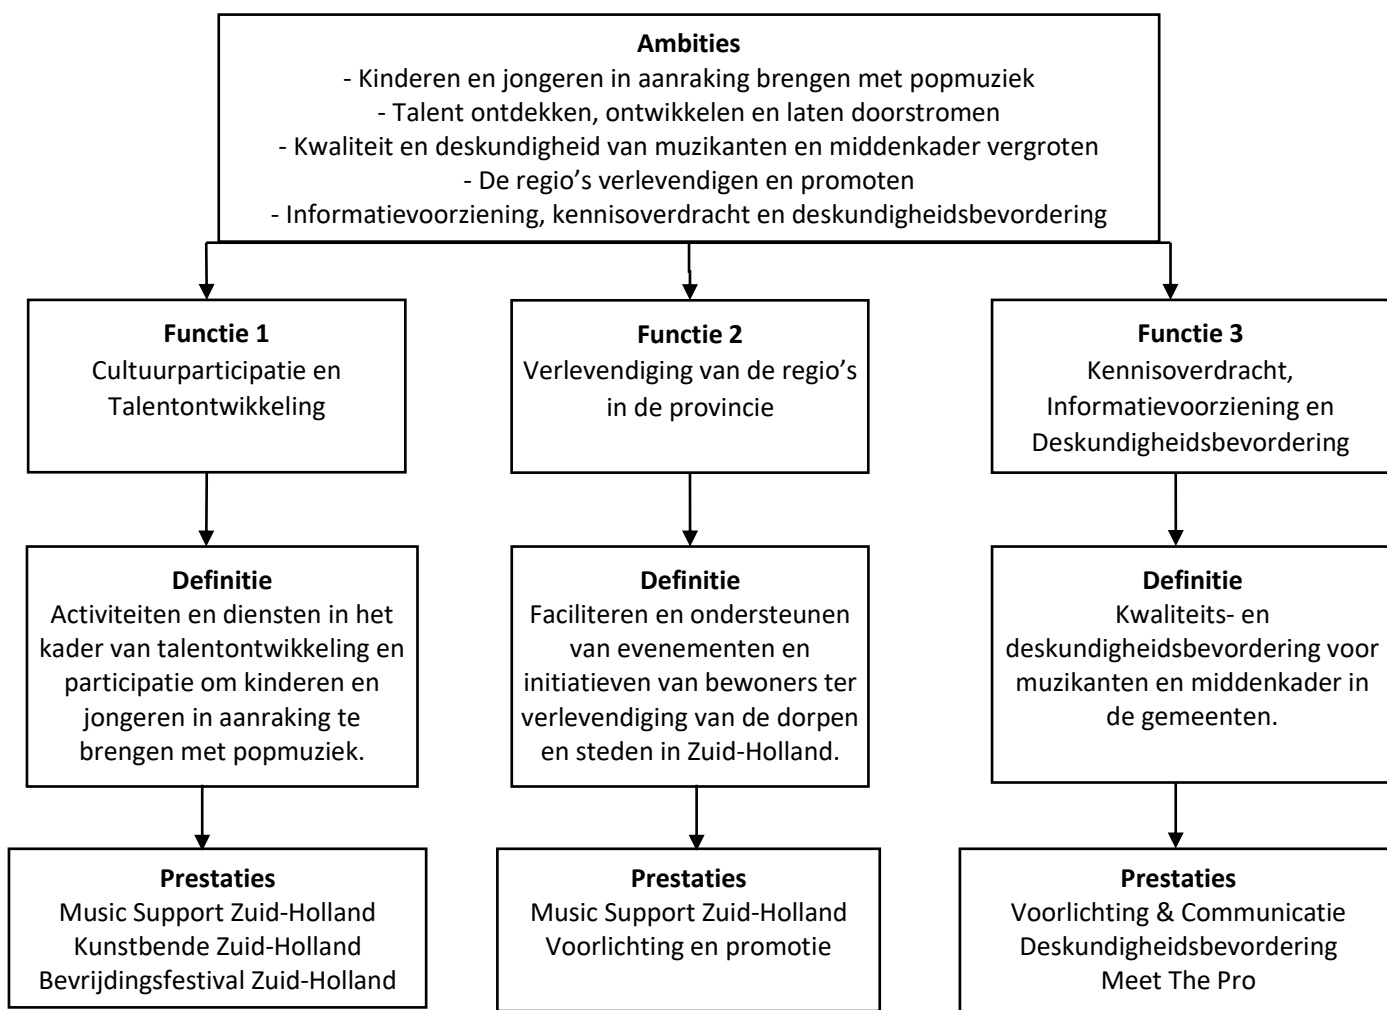 Ambities
- Kinderen en jongeren in aanraking brengen met popmuziek
- Talent ontdekken, ontwikkelen en laten doorstromen
- Kwaliteit en deskundigheid van muzikanten en middenkader vergroten
- De regio’s verlevendigen en promoten
- Informatievoorziening, kennisoverdracht en deskundigheidsbevordering
Functie 1
Cultuurparticipatie en
Talentontwikkeling
Functie 2
Verlevendiging van de regio’s
in de provincie
Functie 3
Kennisoverdracht,
Informatievoorziening en
Deskundigheidsbevordering
Definitie
Activiteiten en diensten in het
kader van talentontwikkeling en
participatie om kinderen en
jongeren in aanraking te
brengen met popmuziek.
Definitie
Faciliteren en ondersteunen
van evenementen en
initiatieven van bewoners ter
verlevendiging van de dorpen
en steden in Zuid-Holland.
Definitie
Kwaliteits- en
deskundigheidsbevordering voor
muzikanten en middenkader in
de gemeenten.
Prestaties
Music Support Zuid-Holland
Kunstbende Zuid-Holland
Bevrijdingsfestival Zuid-Holland
Prestaties
Music Support Zuid-Holland
Voorlichting en promotie
Prestaties
Voorlichting & Communicatie
Deskundigheidsbevordering
Meet The Pro